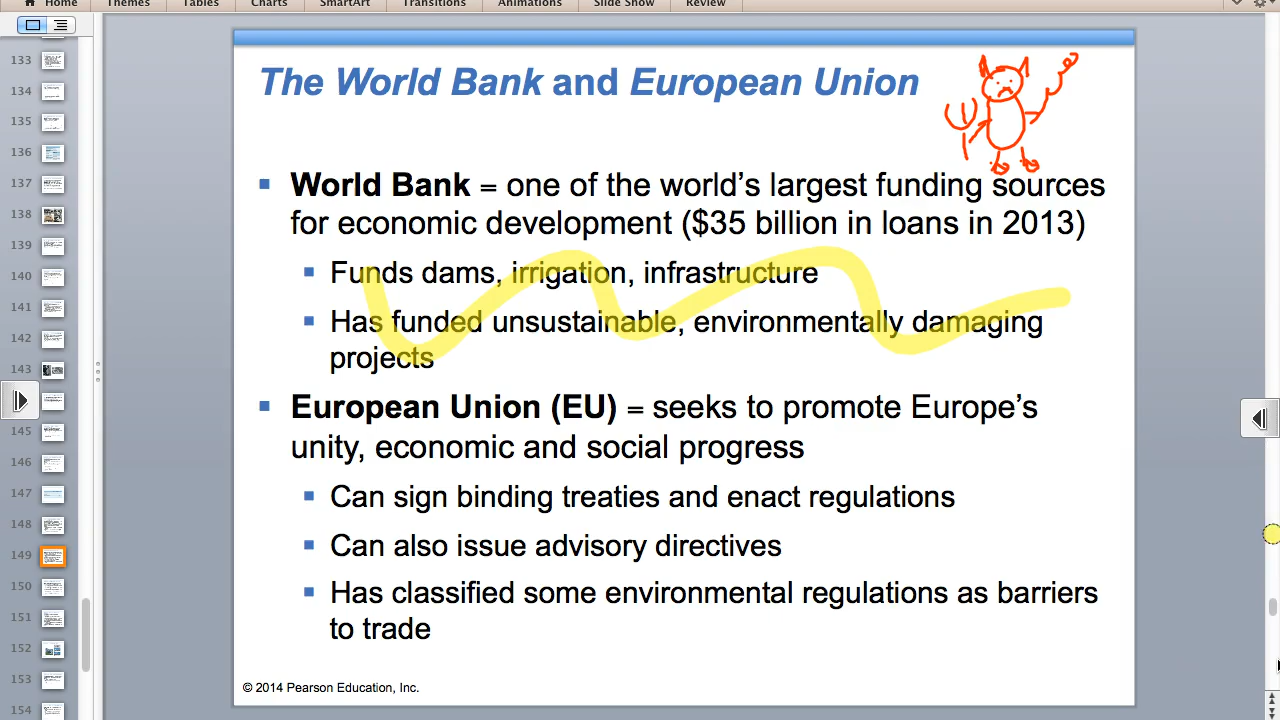 Home Themes Tables Charts SmartArt Transitions Animations Slide Show Review
The World Bank and European Union
World Bank = one of the world's largest funding sources
for economic development ($35 billion in loans in 2013)
Funds dams, irrigation, infrastructure
Has funded unsustainable, environmentally damaging
projects
European Union (EU) = seeks to promote Europe's
unity, economic and social progress
Can sign binding treaties and enact regulations
Can also issue advisory directives
Has classified some environmental regulations as barriers
to trade
© 2014 Pearson Education, Inc.
133
134
135
136
137
138
139
140
141
142
143
145
146
147
148
149
150
151
152
153
154